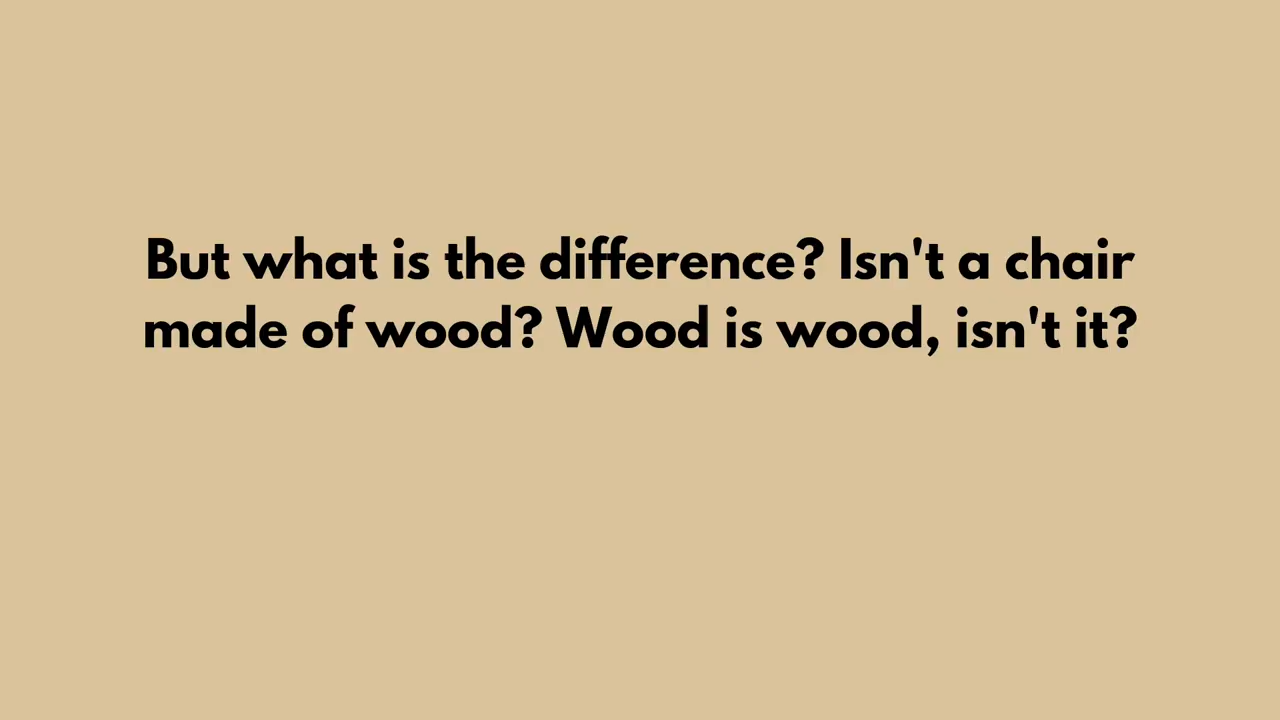 But what is the difference? Isn't a chair
made of wood? Wood is wood, isn't it?